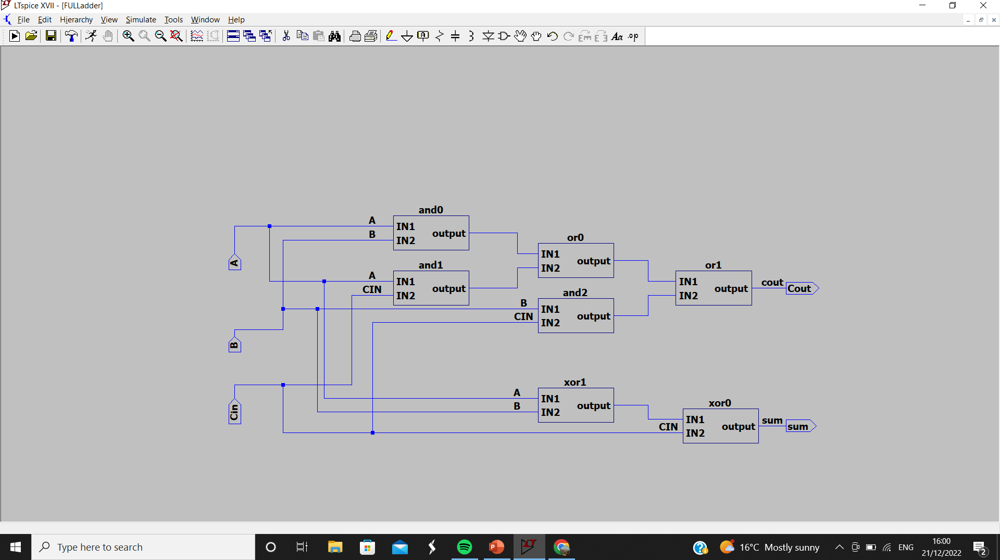 LTspice XVII - [FULLadder]
File Edit Hierarchy View Simulate Tools Window Help
and0
A
IN1
B
IN2
output
A
or0
IN1
IN2
output
and1
A
IN1
CIN
IN2
output
or1
IN1
IN2
output
cout
Cout
and2
B
IN1
CIN
IN2
output
B
xor1
A
IN1
B
IN2
output
Cin
xor0
IN1
CIN
IN2
output
sum
sum
Type here to search
16°C Mostly sunny
ENG
16:00
21/12/2022
2